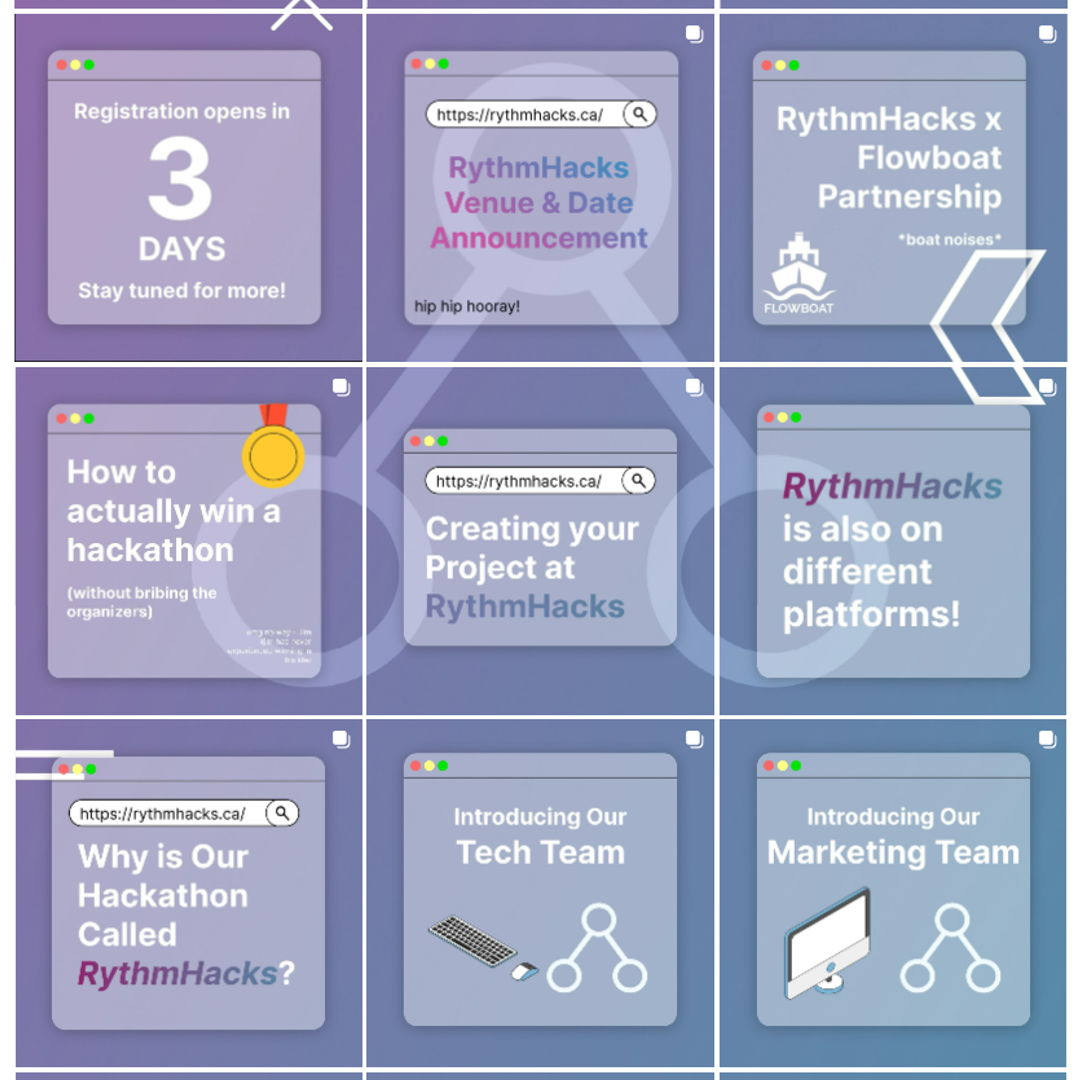 Registration opens in
3
DAYS
Stay tuned for more!
https://rythmhacks.ca/
RythmHacks
Venue & Date
Announcement
hip hip hooray!
RythmHacks x
Flowboat
Partnership
*boat noises*
FLOWBOAT
How to
actually win a
hackathon
(without bribing the
organizers)
https://rythmhacks.ca/
Creating your
Project at
RythmHacks
RythmHacks
is also on
different
platforms!
https://rythmhacks.ca/
Why is Our
Hackathon
Called
RythmHacks?
Introducing Our
Tech Team
Introducing Our
Marketing Team